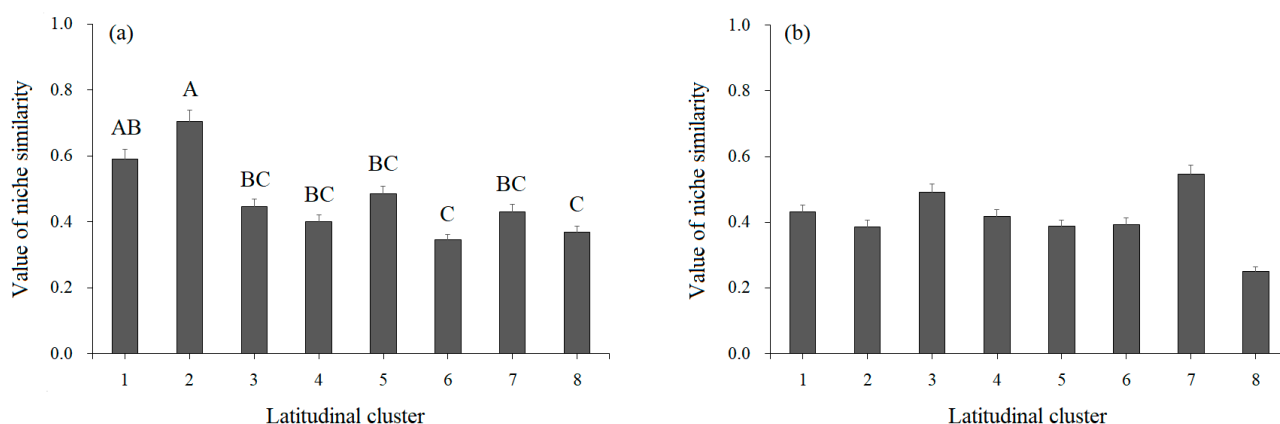 (a)
Value of niche similarity
1.0
0.8
0.6
0.4
0.2
0.0
AB
A
BC
BC
BC
C
BC
C
1 2 3 4 5 6 7 8
Latitudinal cluster
(b)
Value of niche similarity
1.0
0.8
0.6
0.4
0.2
0.0
1 2 3 4 5 6 7 8
Latitudinal cluster